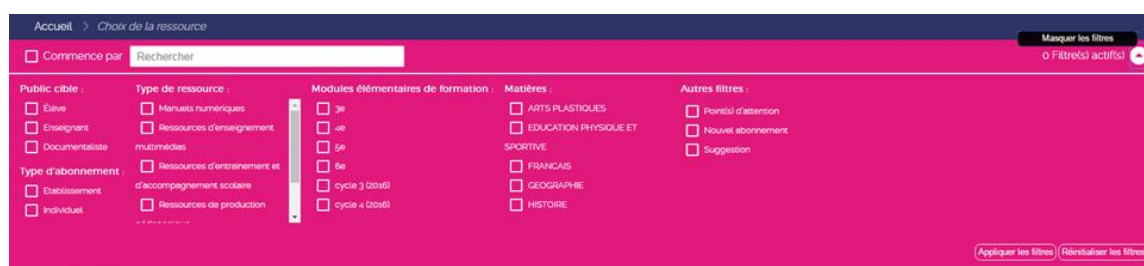 Accueil > Choix de la ressource
Masquer les filtres
Commence par Rechercher
0 Filtre(s) actif(s)
Public cible :
Élève
Enseignant
Documentaliste
Type d'abonnement :
Etablissement
Individuel
Type de ressource :
Manuels numériques
Ressources d'enseignement
multimédias
Ressources d'entrainement et
d'accompagnement scolaire
Ressources de production
Modules élémentaires de formation :
3e
4e
5e
6e
cycle 3 (2016)
cycle 4 (2016)
Matières :
ARTS PLASTIQUES
EDUCATION PHYSIQUE ET
SPORTIVE
FRANCAIS
GEOGRAPHIE
HISTOIRE
Autres filtres :
Point(s) d'attention
Nouvel abonnement
Suggestion
Appliquer les filtres Réinitialiser les filtres